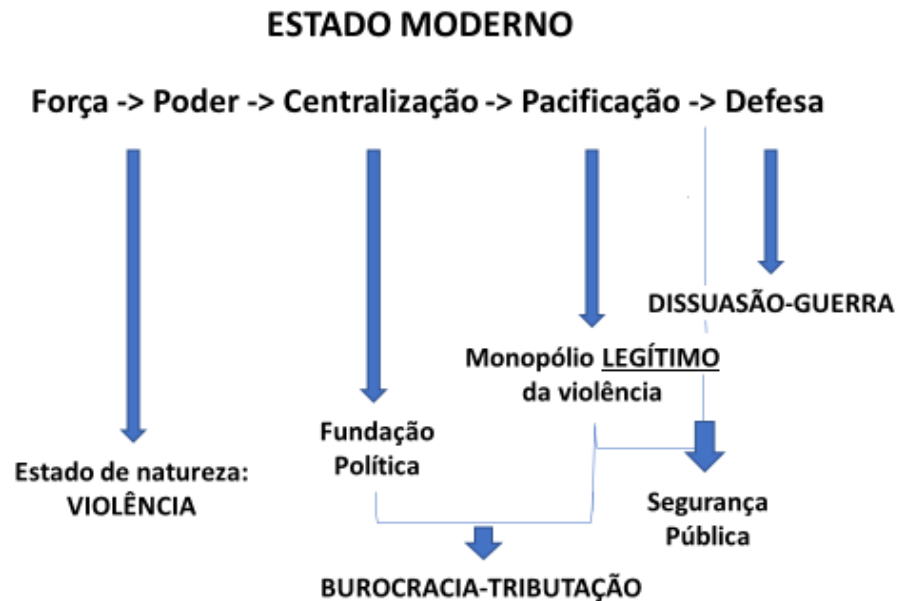 ESTADO MODERNO
Força -> Poder -> Centralização -> Pacificação -> Defesa
DISSUASÃO-GUERRA
Monopólio LEGÍTIMO
da violência
Fundação
Política
Estado de natureza:
VIOLÊNCIA
Segurança
Pública
BUROCRACIA-TRIBUTAÇÃO